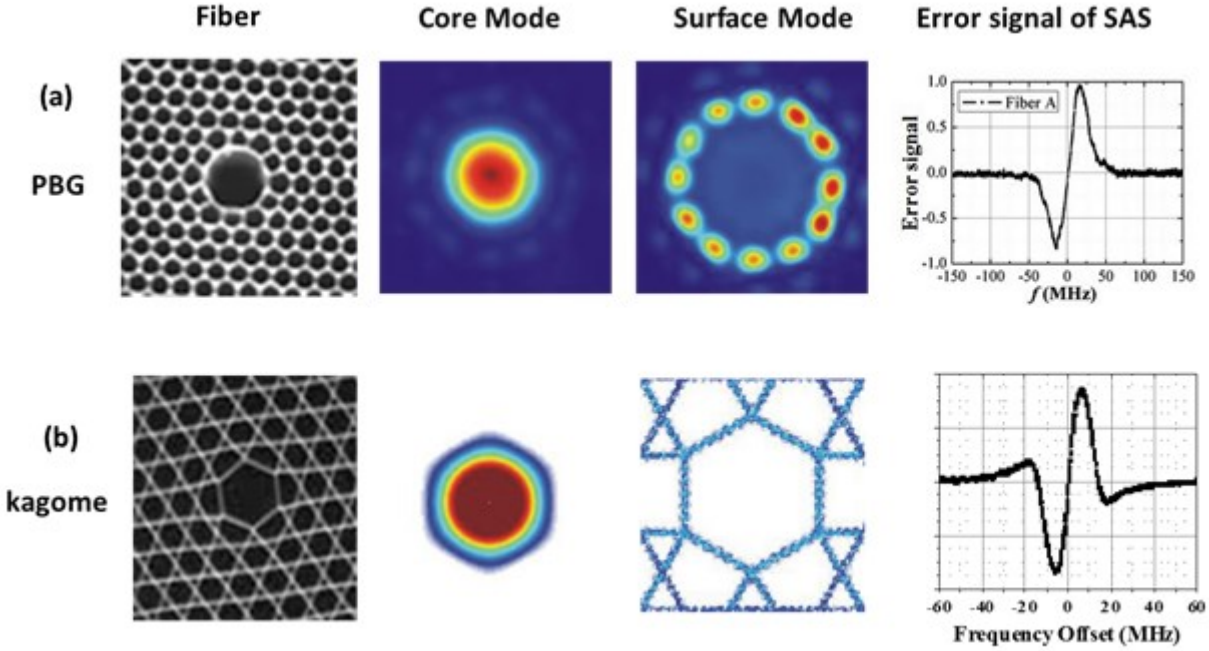 Fiber Core Mode Surface Mode Error signal of SAS
(a)
PBG
Fiber A
Error signal
1.0
0.5
0.0
-0.5
-1.0
-150 -100 -50 0 50 100 150
f (MHz)
(b)
kagome
-60 -40 -20 0 20 40 60
Frequency Offset (MHz)